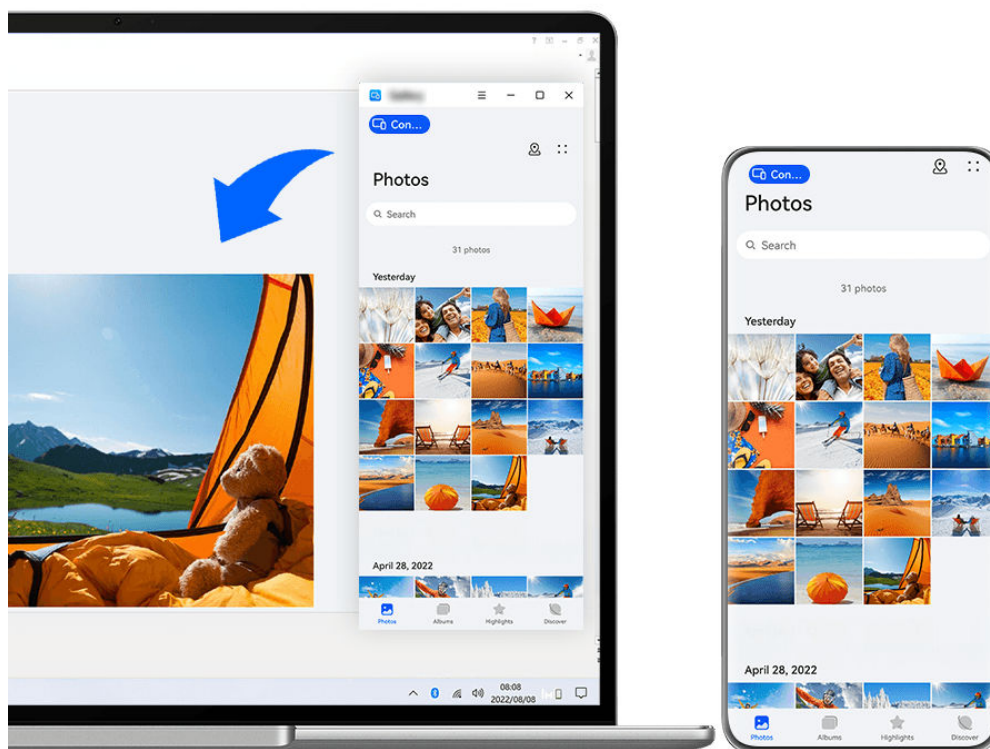 Con...
Photos
Search
31 photos
Yesterday
April 28, 2022
Photos
Albums
Highlights
Discover
08:08
2022/08/08
Con...
Photos
Search
31 photos
Yesterday
April 28, 2022
Photos
Albums
Highlights
Discover